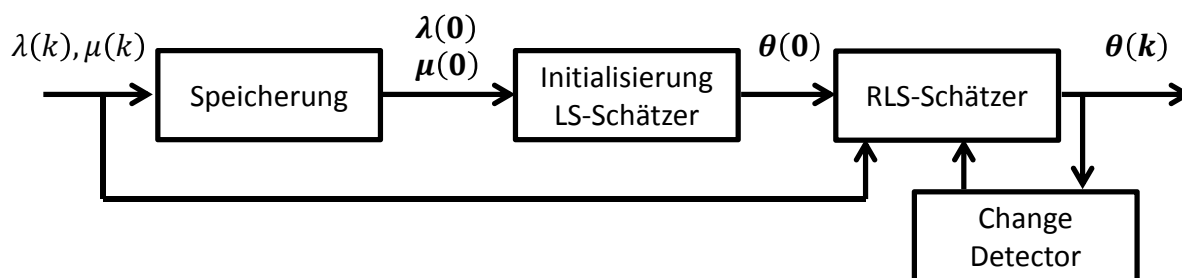 λ(k), μ(k)
Speicherung
λ(0)
μ(0)
Initialisierung
LS-Schätzer
θ(0)
RLS-Schätzer
θ(k)
Change
Detector